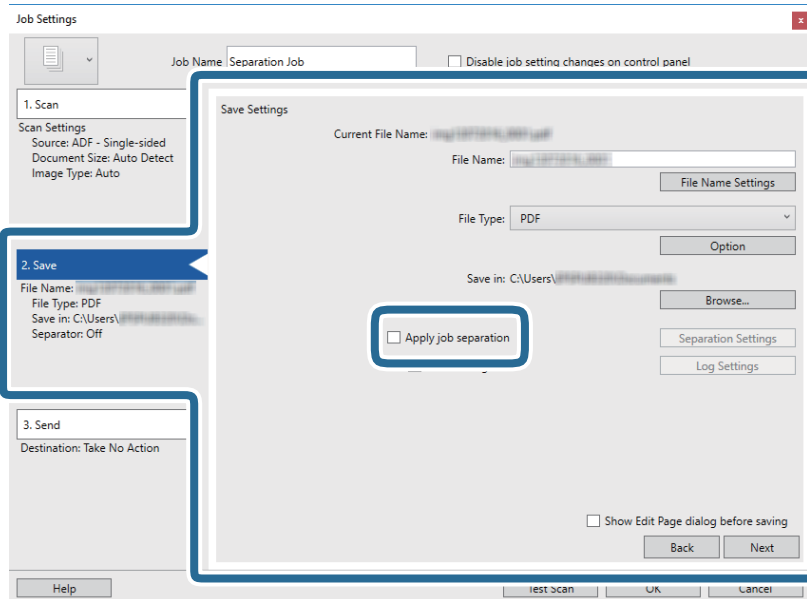 Job Settings
x
Job Name Separation Job
Disable job setting changes on control panel
1. Scan
Scan Settings
Source: ADF - Single-sided
Document Size: Auto Detect
Image Type: Auto
2. Save
File Name:
File Type: PDF
Save in: C:\Users\
Separator: Off
3. Send
Destination: Take No Action
Save Settings
Current File Name:
File Name:
File Name Settings
File Type: PDF
Option
Save in: C:\Users\
Browse...
Apply job separation
Separation Settings
Log Settings
Show Edit Page dialog before saving
Back
Next
Help
Test Scan
OK
Cancel